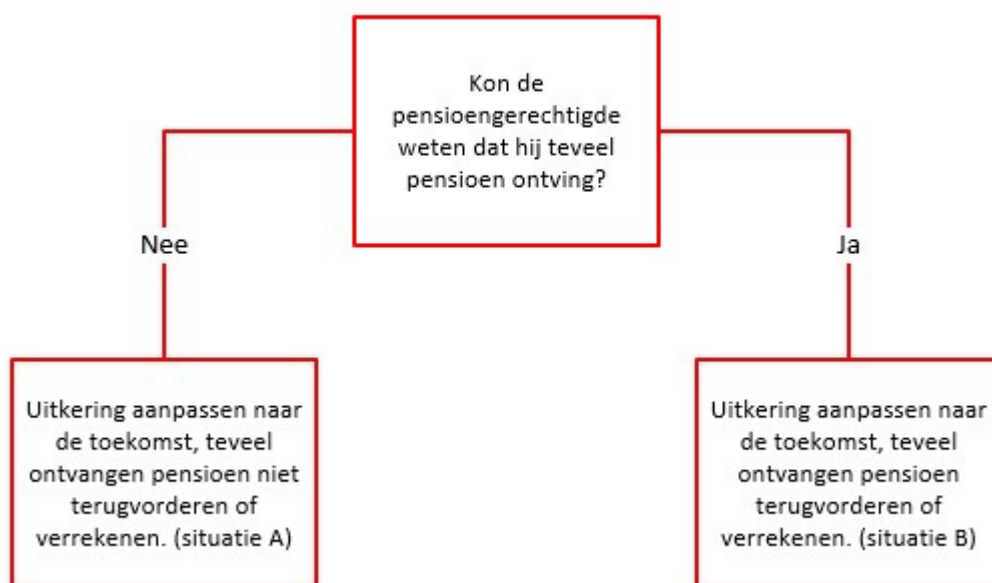 Kon de
pensioengerechtigde
weten dat hij teveel
pensioen ontving?
Nee
Ja
Uitkering aanpassen naar
de toekomst, teveel
ontvangen pensioen niet
terugvorderen of
verrekenen. (situatie A)
Uitkering aanpassen naar
de toekomst, teveel
ontvangen pensioen
terugvorderen of
verrekenen. (situatie B)